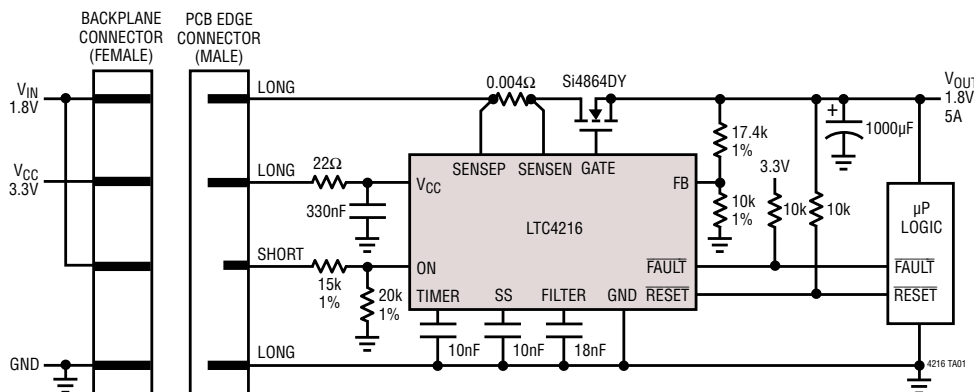 BACKPLANE
CONNECTOR
(FEMALE)
PCB EDGE
CONNECTOR
(MALE)
VIN
1.8V
VCC
3.3V
GND
LONG
LONG
SHORT
LONG
0.004Ω
Si4864DY
22Ω
330nF
15k
1%
20k
1%
SENSEP
SENSEN
GATE
VCC
FB
LTC4216
ON
FAULT
TIMER
SS
FILTER
GND
RESET
10nF
10nF
18nF
17.4k
1%
10k
1%
3.3V
10k
10k
+
1000µF
VOUT
1.8V
5A
µP
LOGIC
FAULT
RESET
4216 TA01